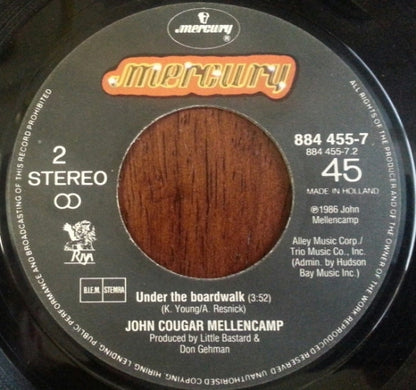 mercury
mercury
884 455-7
884 455-7.2
45
MADE IN HOLLAND
2
STEREO
℗1986 John
Mellencamp
Alley Music Corp./
Trio Music Co., Inc.
(Admin. by Hudson
Bay Music Inc.)
Riva
B.I.E.M. STEMRA
Under the boardwalk (3:52)
(K. Young/A. Resnick)
JOHN COUGAR MELLENCAMP
Produced by Little Bastard &
Don Gehman
ALL RIGHTS OF THE PRODUCER AND OF THE OWNER OF THE WORK REPRODUCED RESERVED UNAUTHORISED COPYING, HIRING, LENDING, PUBLIC PERFORMANCE AND BROADCASTING OF THIS RECORD PROHIBITED